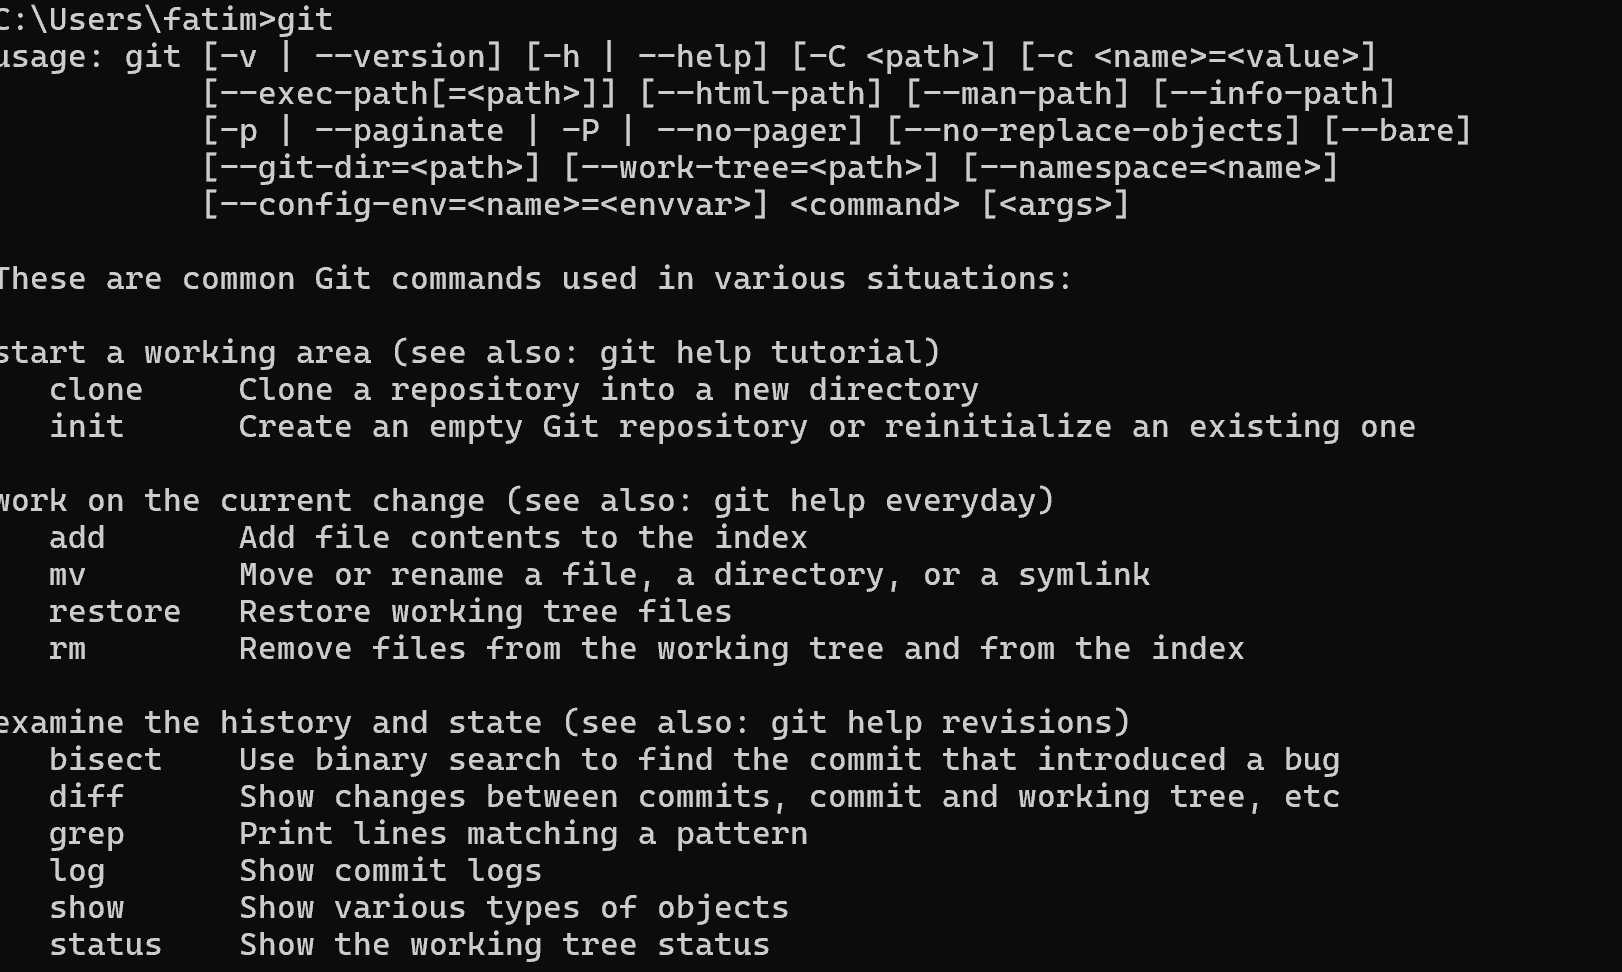 C:\Users\fatim>git
usage: git [-v | --version] [-h | --help] [-C <path>] [-c <name>=<value>]
           [--exec-path[=<path>]] [--html-path] [--man-path] [--info-path]
           [-p | --paginate | -P | --no-pager] [--no-replace-objects] [--bare]
           [--git-dir=<path>] [--work-tree=<path>] [--namespace=<name>]
           [--config-env=<name>=<envvar>] <command> [<args>]

These are common Git commands used in various situations:

start a working area (see also: git help tutorial)
   clone     Clone a repository into a new directory
   init      Create an empty Git repository or reinitialize an existing one

work on the current change (see also: git help everyday)
   add       Add file contents to the index
   mv        Move or rename a file, a directory, or a symlink
   restore   Restore working tree files
   rm        Remove files from the working tree and from the index

examine the history and state (see also: git help revisions)
   bisect    Use binary search to find the commit that introduced a bug
   diff      Show changes between commits, commit and working tree, etc
   grep      Print lines matching a pattern
   log       Show commit logs
   show      Show various types of objects
   status    Show the working tree status